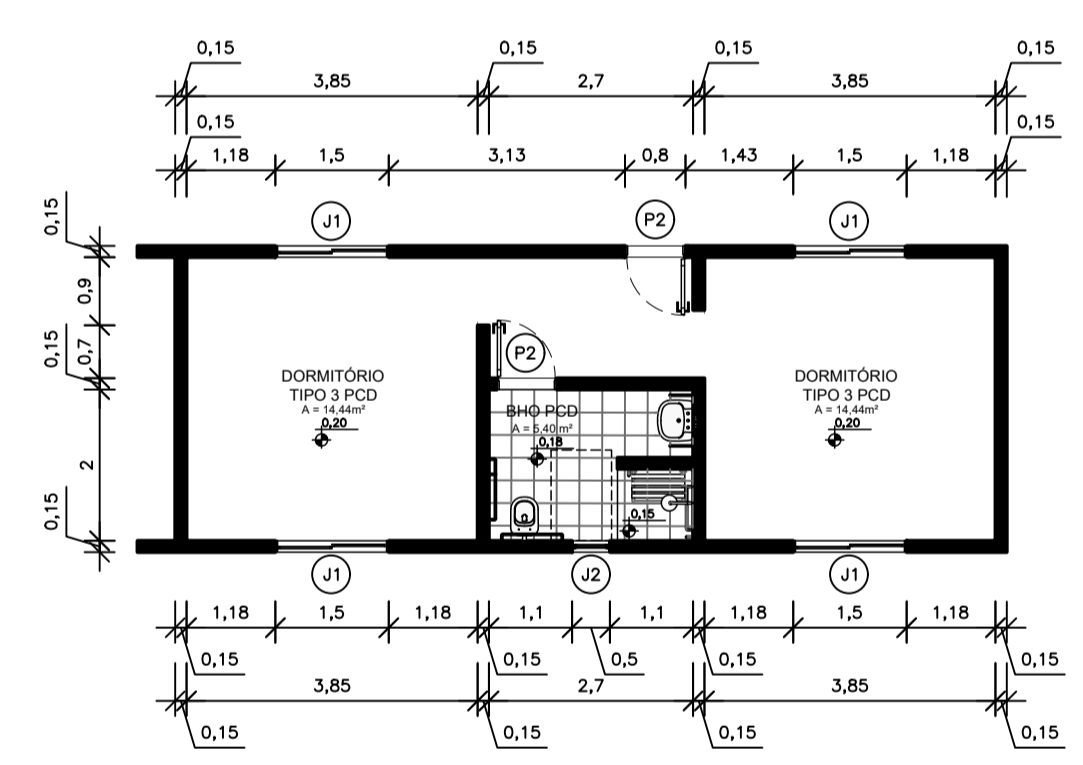 0,15 0,15 0,15 0,15
3,85 2,7 3,85
0,15 0,15
1,18 1,5 3,13 0,8 1,43 1,5 1,18
J1 P2 J1
0,15
0,9
0,15
0,7
2
0,15
P2
DORMITÓRIO
TIPO 3 PCD
A = 14,44m²
0,20
BHO PCD
A = 5,40 m²
0,18
0,15
DORMITÓRIO
TIPO 3 PCD
A = 14,44m²
0,20
J1 J2 J1
1,18 1,5 1,18 1,1 1,1 1,18 1,5 1,18
0,15 0,15 0,5 0,15 0,15
3,85 2,7 3,85
0,15 0,15 0,15 0,15